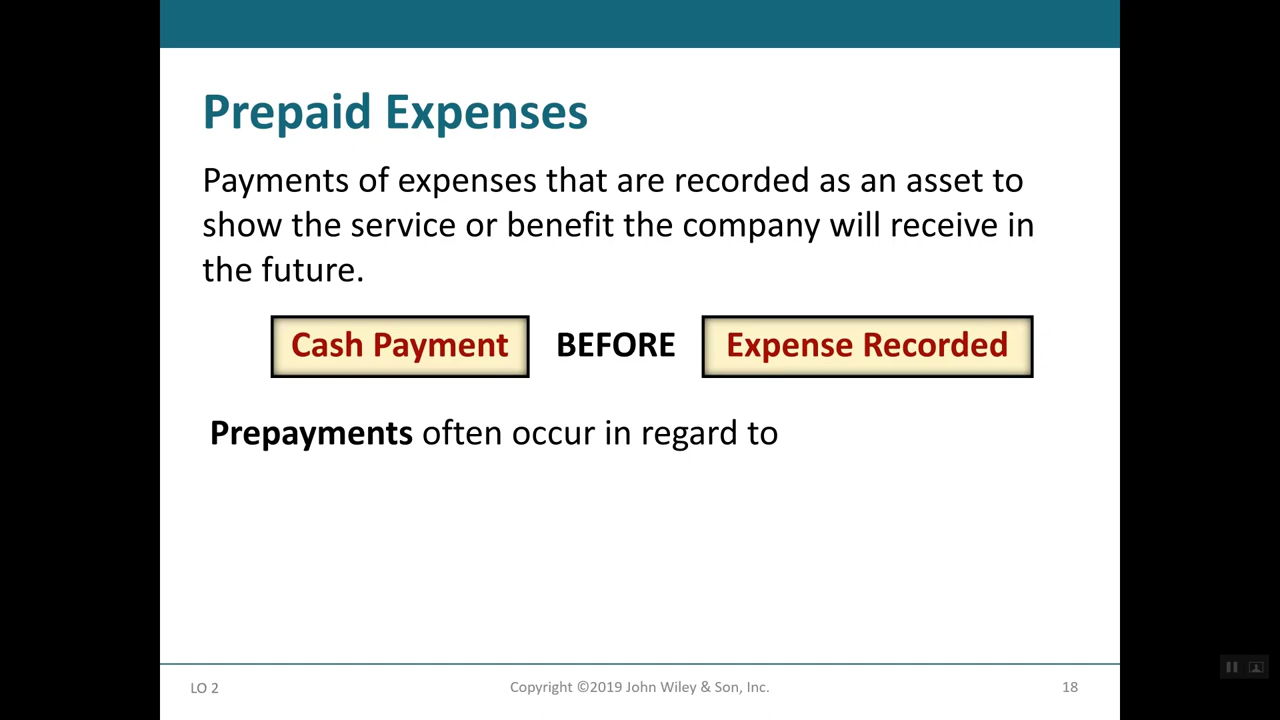 Prepaid Expenses
Payments of expenses that are recorded as an asset to
show the service or benefit the company will receive in
the future.
Cash Payment BEFORE Expense Recorded
Prepayments often occur in regard to
LO 2 Copyright ©2019 John Wiley & Son, Inc. 18